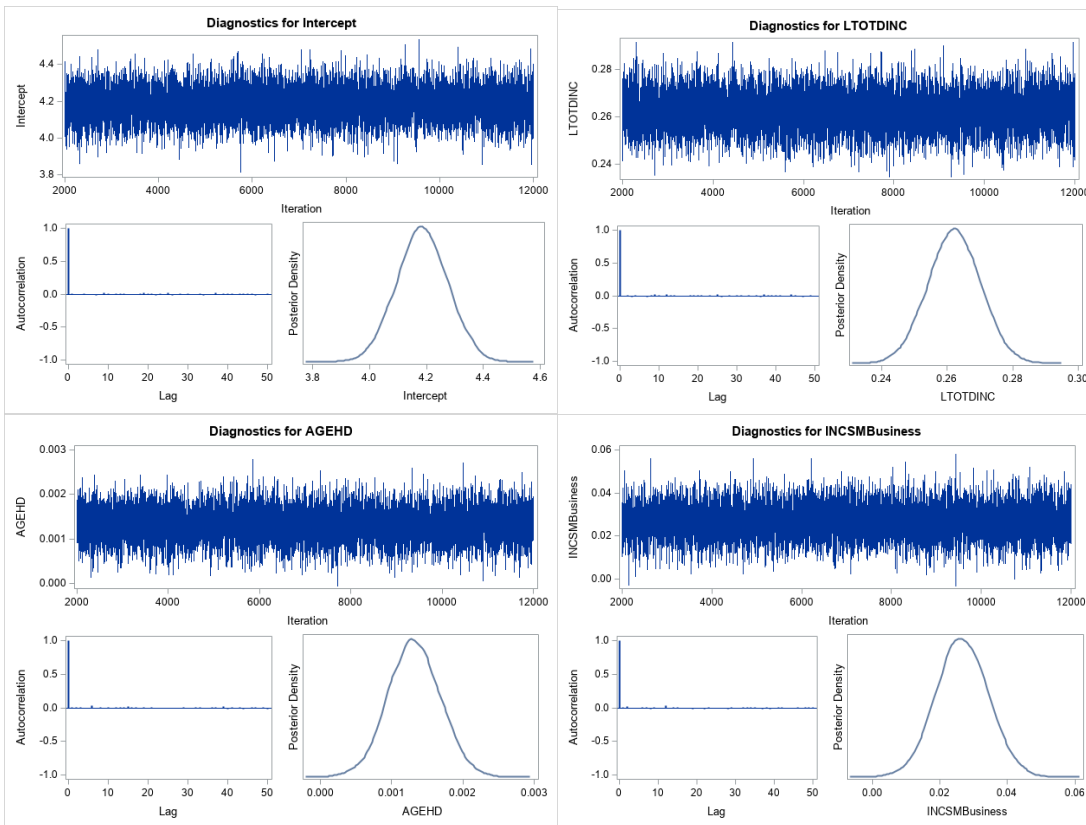 Diagnostics for Intercept
Intercept
4.4
4.2
4.0
3.8
2000 4000 6000 8000 10000 12000
Iteration
Autocorrelation
1.0
0.5
0.0
-0.5
-1.0
0 10 20 30 40 50
Lag
Posterior Density
3.8 4.0 4.2 4.4 4.6
Intercept
Diagnostics for LTOTDINC
LTOTDINC
0.28
0.26
0.24
2000 4000 6000 8000 10000 12000
Iteration
Autocorrelation
1.0
0.5
0.0
-0.5
-1.0
0 10 20 30 40 50
Lag
Posterior Density
0.24 0.26 0.28 0.30
LTOTDINC
Diagnostics for AGEHD
AGEHD
0.003
0.002
0.001
0.000
2000 4000 6000 8000 10000 12000
Iteration
Autocorrelation
1.0
0.5
0.0
-0.5
-1.0
0 10 20 30 40 50
Lag
Posterior Density
0.000 0.001 0.002 0.003
AGEHD
Diagnostics for INCSMBusiness
INCSMBusiness
0.06
0.04
0.02
0.00
2000 4000 6000 8000 10000 12000
Iteration
Autocorrelation
1.0
0.5
0.0
-0.5
-1.0
0 10 20 30 40 50
Lag
Posterior Density
0.00 0.02 0.04 0.06
INCSMBusiness